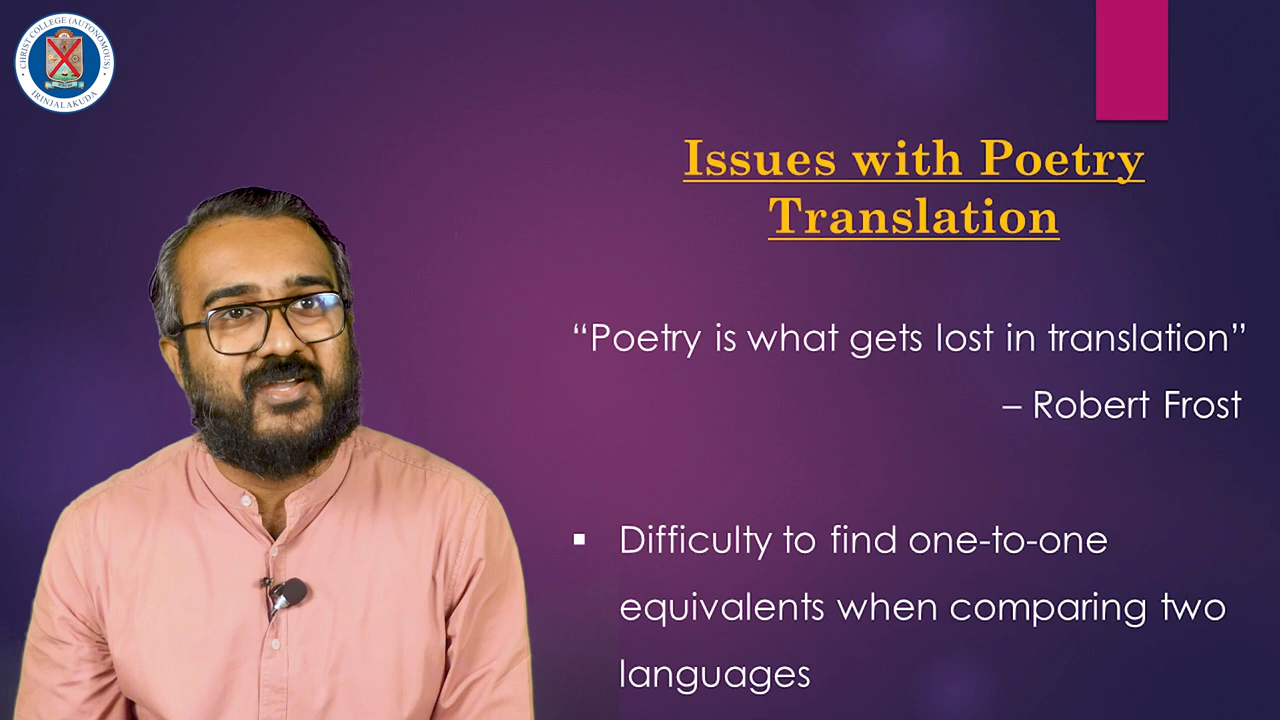 CHRIST COLLEGE (AUTONOMOUS)
IRINJALAKUDA
Issues with Poetry
Translation
“Poetry is what gets lost in translation”
– Robert Frost
▪ Difficulty to find one-to-one
equivalents when comparing two
languages